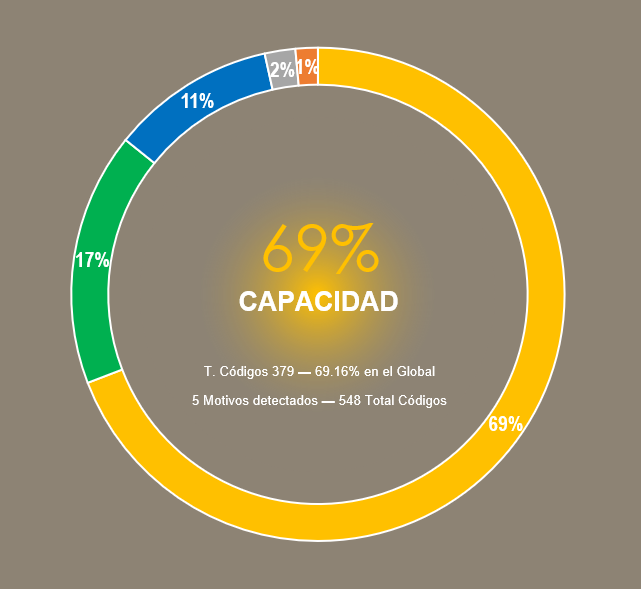 2%
1%
11%
17%
69%
CAPACIDAD
T. Códigos 379 — 69.16% en el Global
5 Motivos detectados — 548 Total Códigos
69%